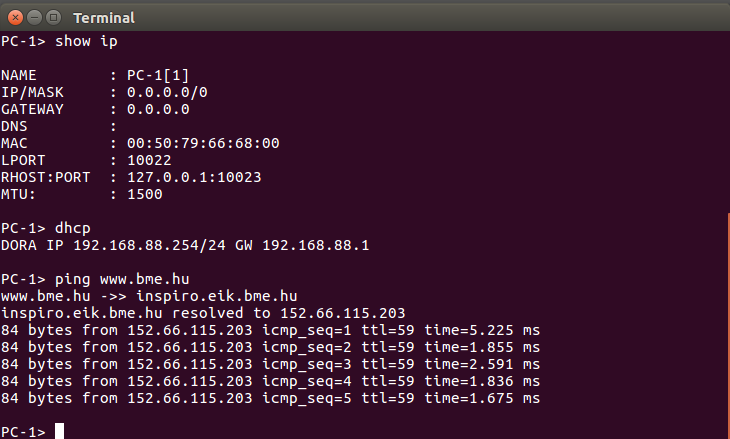 Terminal
PC-1> show ip
NAME        : PC-1[1]
IP/MASK     : 0.0.0.0/0
GATEWAY     : 0.0.0.0
DNS         :
MAC         : 00:50:79:66:68:00
LPORT       : 10022
RHOST:PORT  : 127.0.0.1:10023
MTU:        : 1500
PC-1> dhcp
DORA IP 192.168.88.254/24 GW 192.168.88.1
PC-1> ping www.bme.hu
www.bme.hu ->> inspiro.eik.bme.hu
inspiro.eik.bme.hu resolved to 152.66.115.203
84 bytes from 152.66.115.203 icmp_seq=1 ttl=59 time=5.225 ms
84 bytes from 152.66.115.203 icmp_seq=2 ttl=59 time=1.855 ms
84 bytes from 152.66.115.203 icmp_seq=3 ttl=59 time=2.591 ms
84 bytes from 152.66.115.203 icmp_seq=4 ttl=59 time=1.836 ms
84 bytes from 152.66.115.203 icmp_seq=5 ttl=59 time=1.675 ms
PC-1>